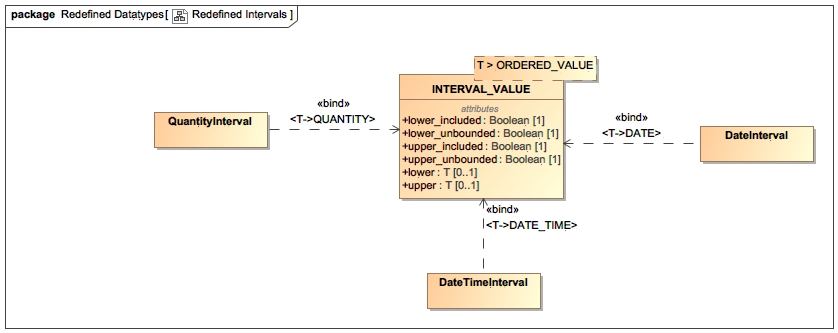 package Redefined Datatypes[ Redefined Intervals ]
T > ORDERED_VALUE
INTERVAL_VALUE
attributes
+lower_included : Boolean [1]
+lower_unbounded : Boolean [1]
+upper_included : Boolean [1]
+upper_unbounded : Boolean [1]
+lower : T [0..1]
+upper : T [0..1]
«bind»
<T->QUANTITY>
QuantityInterval
«bind»
<T->DATE>
DateInterval
«bind»
<T->DATE_TIME>
DateTimeInterval